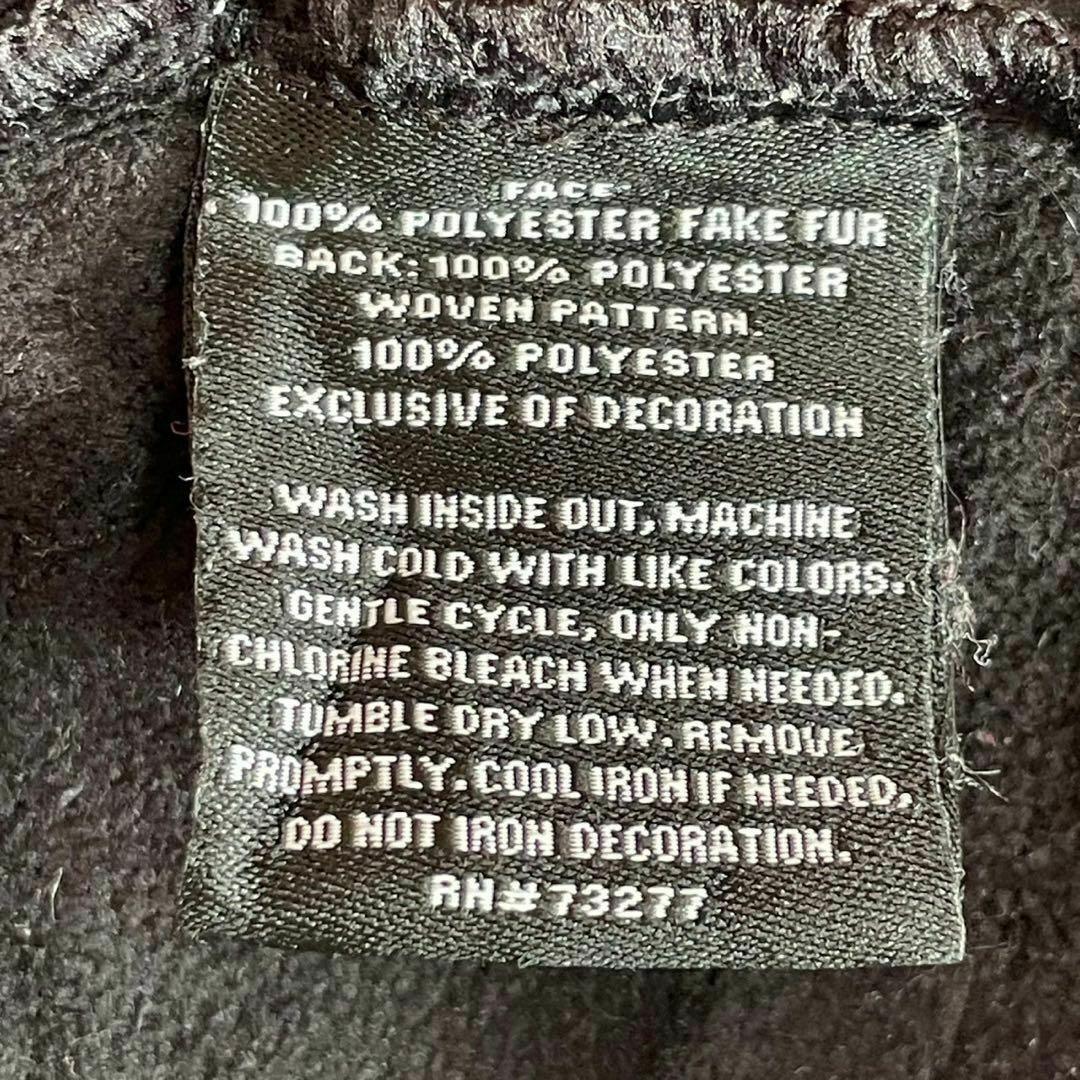 FACE:
100% POLYESTER FAKE FUR
BACK: 100% POLYESTER
WOVEN PATTERN.
100% POLYESTER
EXCLUSIVE OF DECORATION
WASH INSIDE OUT, MACHINE
WASH COLD WITH LIKE COLORS.
GENTLE CYCLE, ONLY NON-
CHLORINE BLEACH WHEN NEEDED.
TUMBLE DRY LOW. REMOVE
PROMPTLY. COOL IRON IF NEEDED.
DO NOT IRON DECORATION.
RN#73277